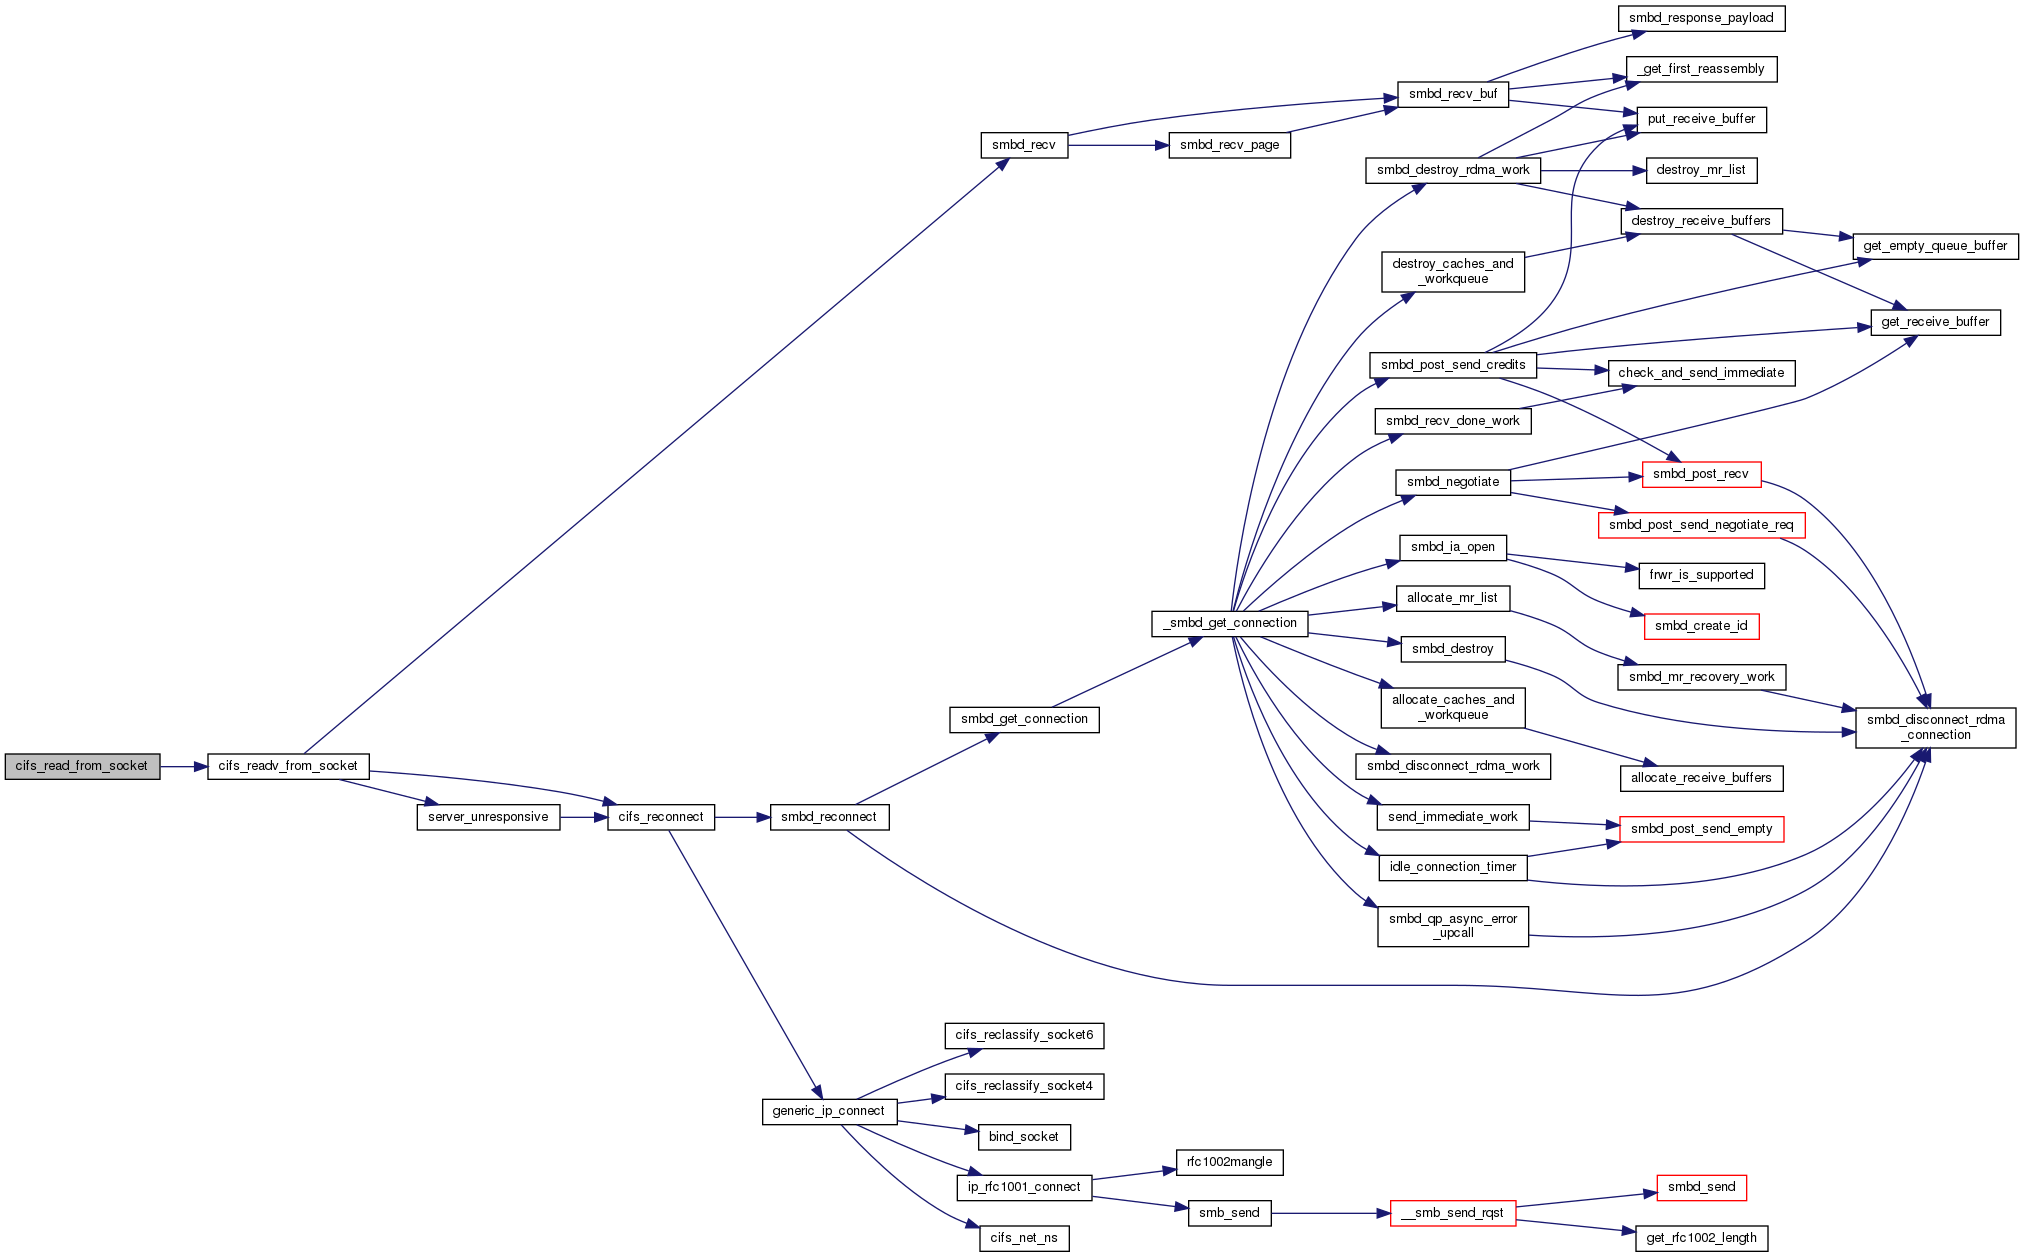 smbd_response_payload
_get_first_reassembly
smbd_recv_buf
put_receive_buffer
smbd_recv
smbd_recv_page
smbd_destroy_rdma_work
destroy_mr_list
destroy_receive_buffers
get_empty_queue_buffer
destroy_caches_and
_workqueue
get_receive_buffer
smbd_post_send_credits
check_and_send_immediate
smbd_recv_done_work
smbd_negotiate
smbd_post_recv
smbd_post_send_negotiate_req
smbd_ia_open
frwr_is_supported
allocate_mr_list
_smbd_get_connection
smbd_create_id
smbd_destroy
smbd_mr_recovery_work
allocate_caches_and
_workqueue
smbd_get_connection
smbd_disconnect_rdma
_connection
cifs_read_from_socket
cifs_readv_from_socket
smbd_disconnect_rdma_work
allocate_receive_buffers
server_unresponsive
cifs_reconnect
smbd_reconnect
send_immediate_work
smbd_post_send_empty
idle_connection_timer
smbd_qp_async_error
_upcall
cifs_reclassify_socket6
cifs_reclassify_socket4
generic_ip_connect
bind_socket
rfc1002mangle
ip_rfc1001_connect
smbd_send
smb_send
__smb_send_rqst
cifs_net_ns
get_rfc1002_length